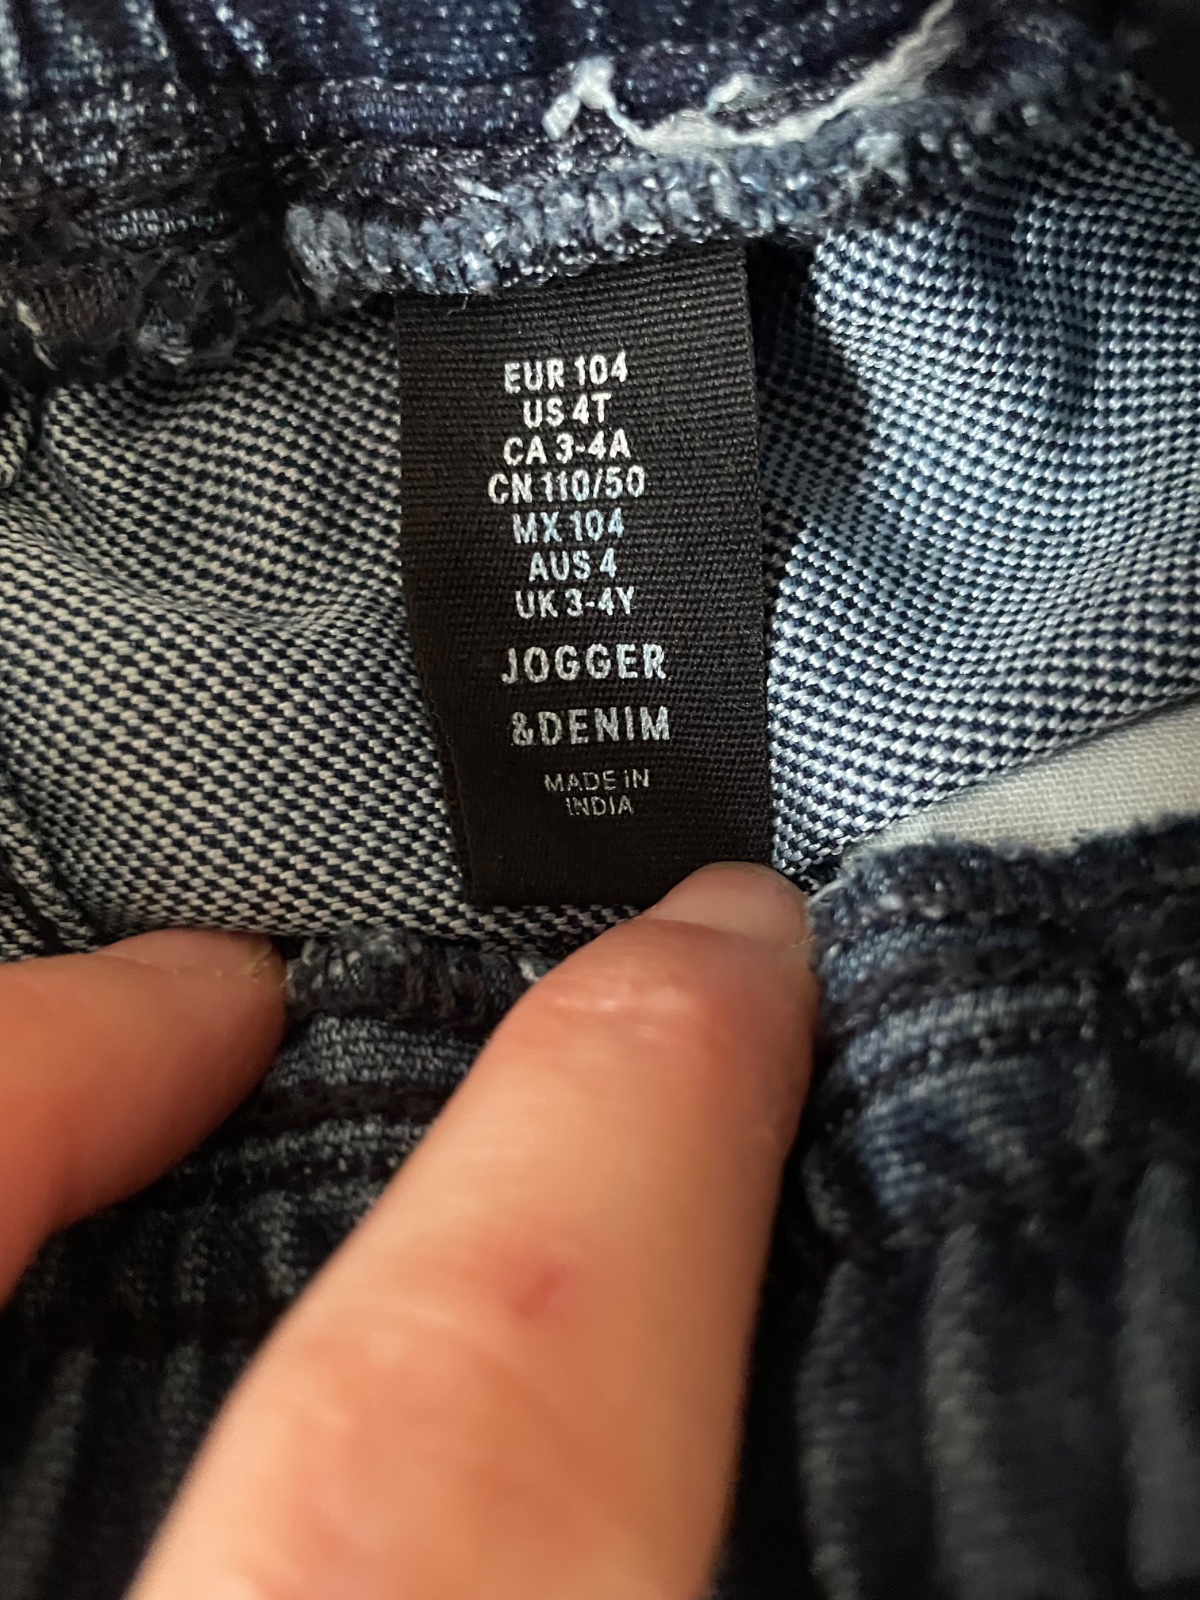 EUR 104
US 4T
CA 3-4A
CN 110/50
MX 104
AUS 4
UK 3-4Y
JOGGER
&DENIM
MADE IN
INDIA